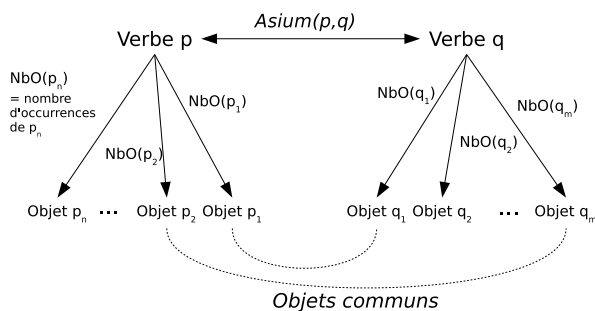 Asium(p,q)
Verbe p
Verbe q
NbO(pn)
= nombre
d'occurrences
de pn
NbO(p2)
NbO(p1)
NbO(q1)
NbO(q2)
NbO(qm)
Objet pn ... Objet p2 Objet p1
Objet q1 Objet q2 ... Objet qm
Objets communs